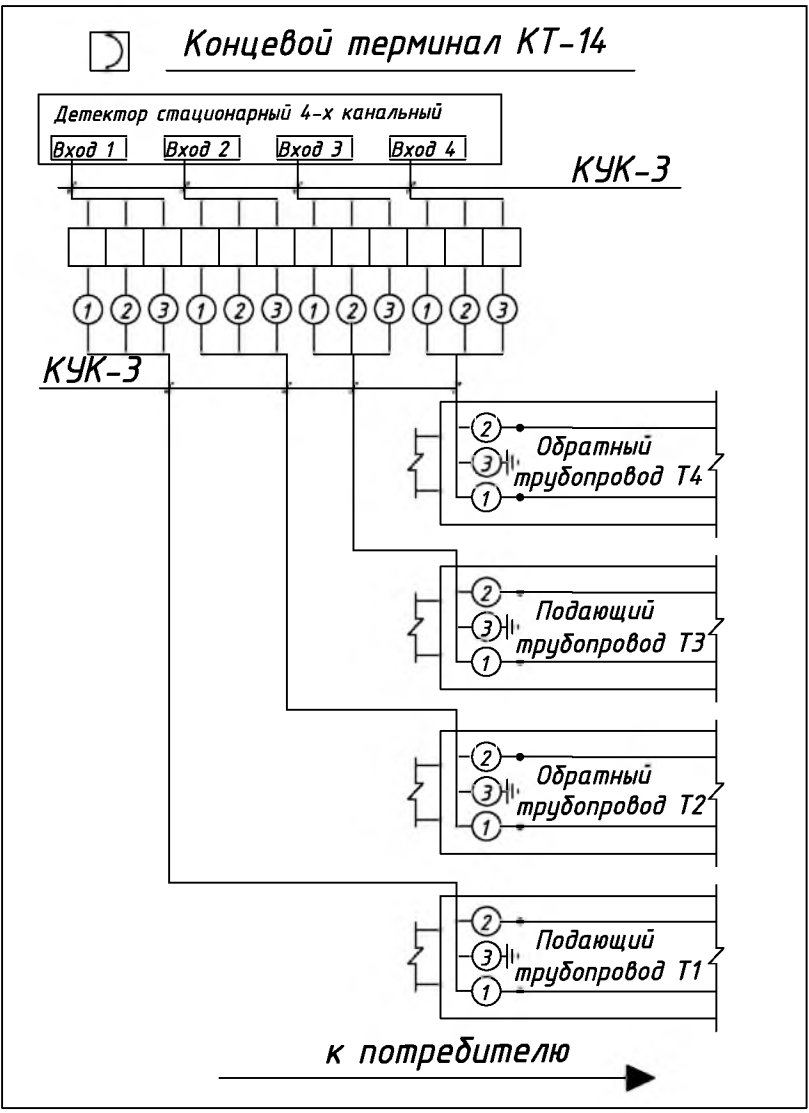 Концевой терминал КТ-14
Детектор стационарный 4-х канальный
Вход 1 Вход 2 Вход 3 Вход 4
КУК-3
1 2 3 1 2 3 1 2 3 1 2 3
КУК-3
2
Обратный
3
трубопровод Т4
1
2
Подающий
3
трубопровод Т3
1
2
Обратный
3
трубопровод Т2
1
2
Подающий
3
трубопровод Т1
1
к потребителю